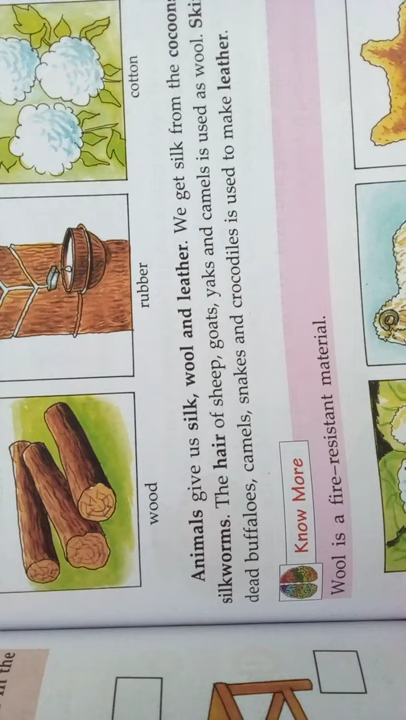 wood rubber cotton
Animals give us silk, wool and leather. We get silk from the cocoons
silkworms. The hair of sheep, goats, yaks and camels is used as wool.
dead buffaloes, camels, snakes and crocodiles is used to make leather.
Know More
Wool is a fire-resistant material.
the